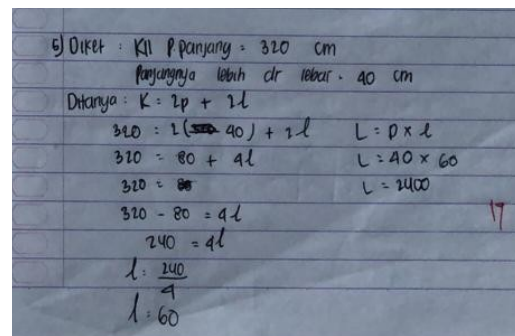 5) Diket : Kll P.panjang = 320 cm
Panjangnya lebih dr lebar = 40 cm
Ditanya : K = 2p + 2l
320 = 2( 40) + 2l
L = p x l
320 = 80 + 4l
L = 40 x 60
320 = 80
L = 2400
320 - 80 = 4l
17
240 = 4l
l = 240
4
l = 60